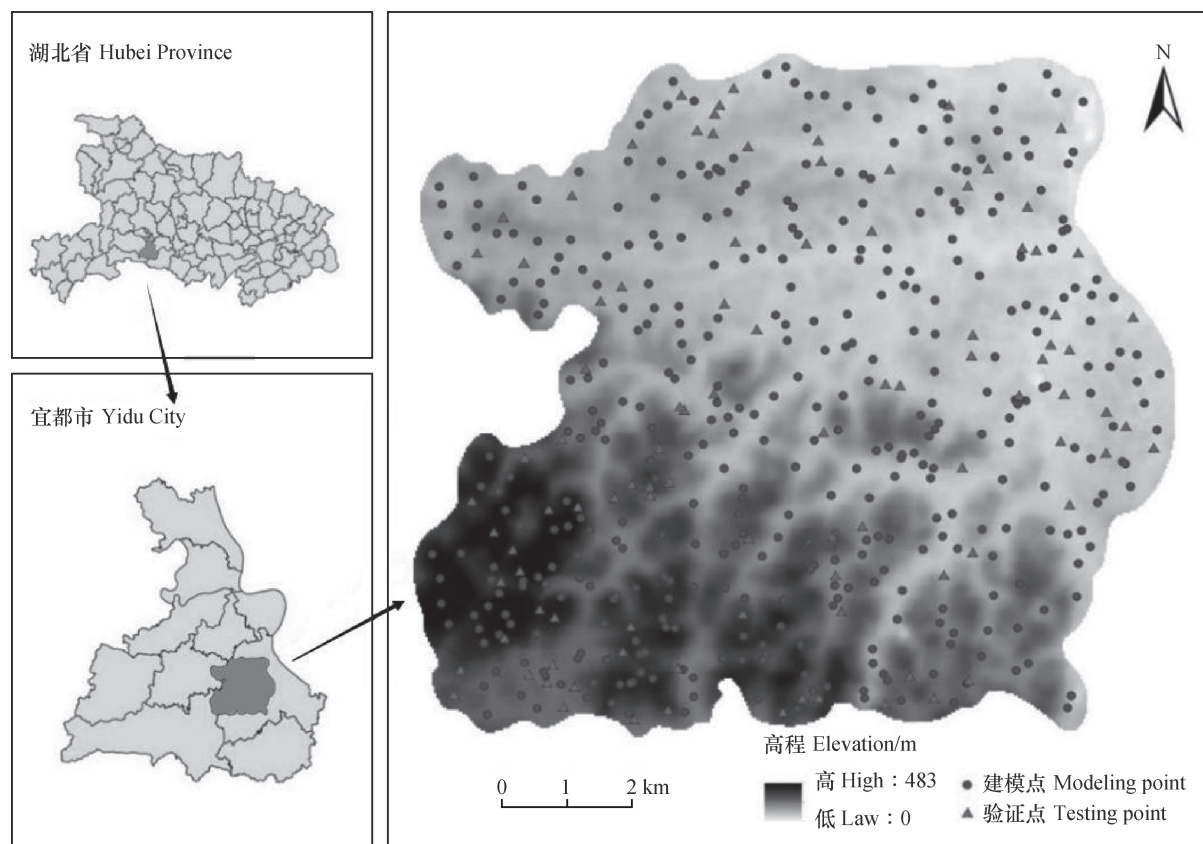 湖北省 Hubei Province
宜都市 Yidu City
N
高程 Elevation/m
高 High：483
低 Law：0
0 1 2 km
建模点 Modeling point
验证点 Testing point